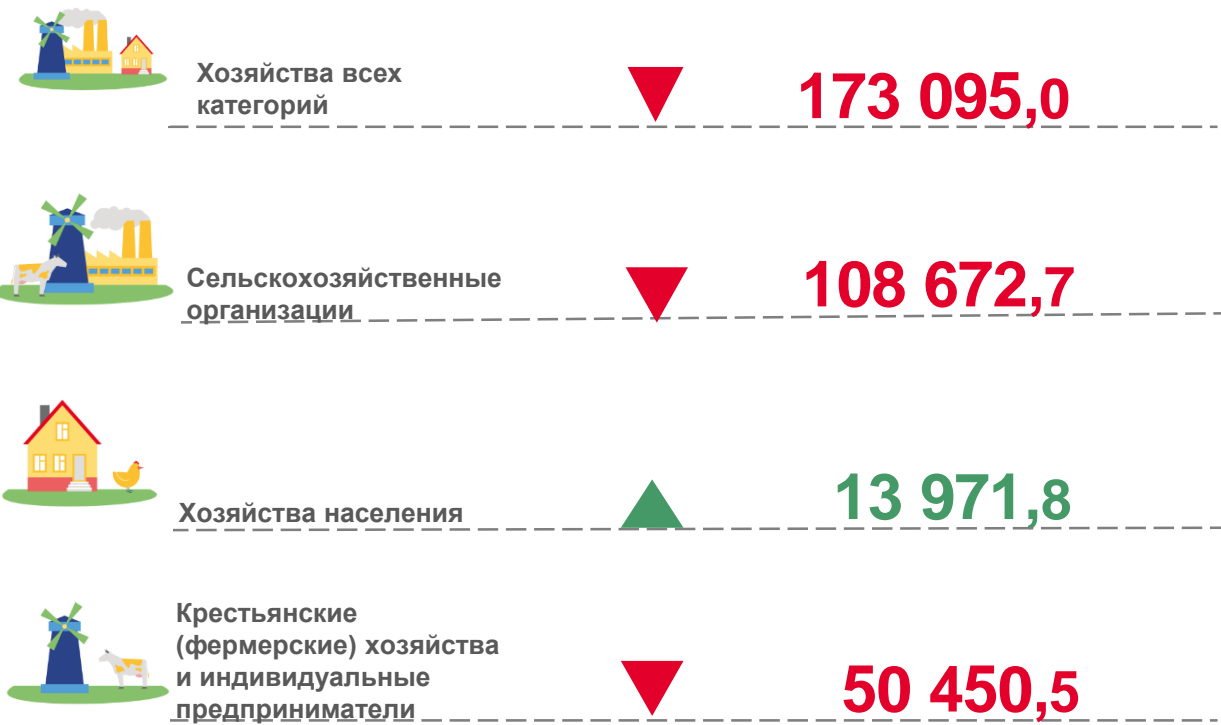 Хозяйства всех
категорий
173 095,0
Сельскохозяйственные
организации
108 672,7
Хозяйства населения
13 971,8
Крестьянские
(фермерские) хозяйства
и индивидуальные
предприниматели
50 450,5